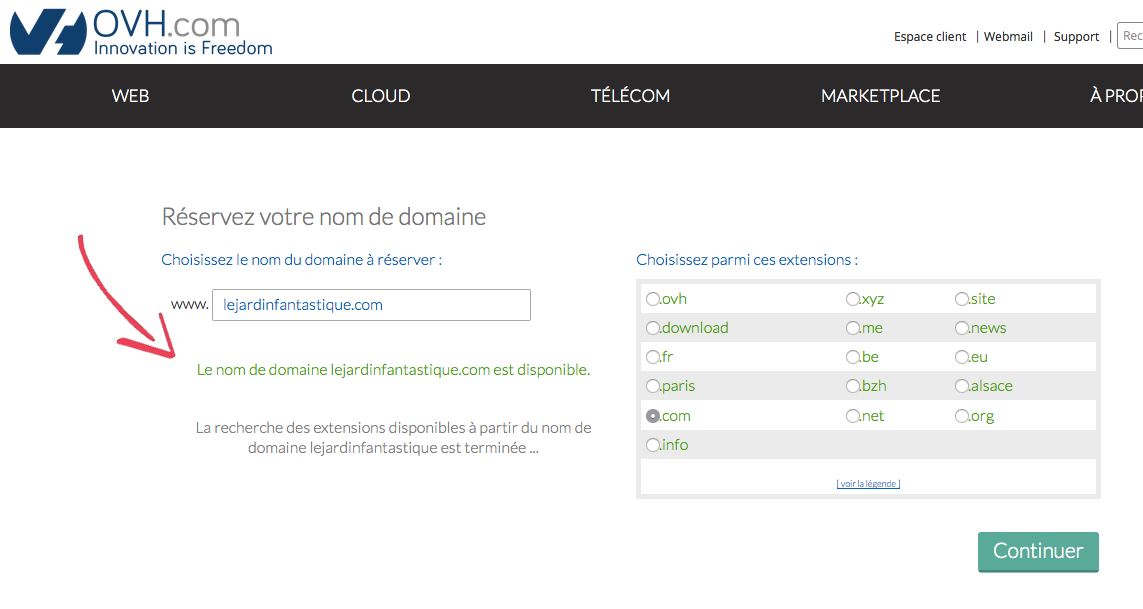 OVH.com
Innovation is Freedom
Espace client | Webmail | Support | Rec
WEB CLOUD TÉLÉCOM MARKETPLACE À PROP
Réservez votre nom de domaine
Choisissez le nom du domaine à réserver :
www. lejardinfantastique.com
Le nom de domaine lejardinfantastique.com est disponible.
La recherche des extensions disponibles à partir du nom de
domaine lejardinfantastique est terminée ...
Choisissez parmi ces extensions :
.ovh .xyz .site
.download .me .news
.fr .be .eu
.paris .bzh .alsace
.com .net .org
.info
[ voir la légende ]
Continuer